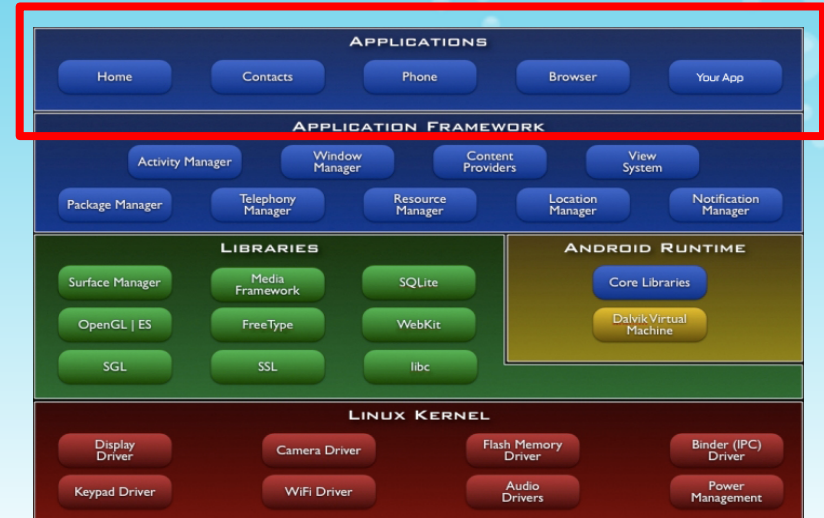 APPLICATIONS
Home
Contacts
Phone
Browser
Your App
APPLICATION FRAMEWORK
Activity Manager
Window
Manager
Content
Providers
View
System
Package Manager
Telephony
Manager
Resource
Manager
Location
Manager
Notification
Manager
LIBRARIES
Surface Manager
Media
Framework
SQLite
OpenGL | ES
FreeType
WebKit
SGL
SSL
libc
ANDROID RUNTIME
Core Libraries
Dalvik Virtual
Machine
LINUX KERNEL
Display
Driver
Camera Driver
Flash Memory
Driver
Binder (IPC)
Driver
Keypad Driver
WiFi Driver
Audio
Drivers
Power
Management